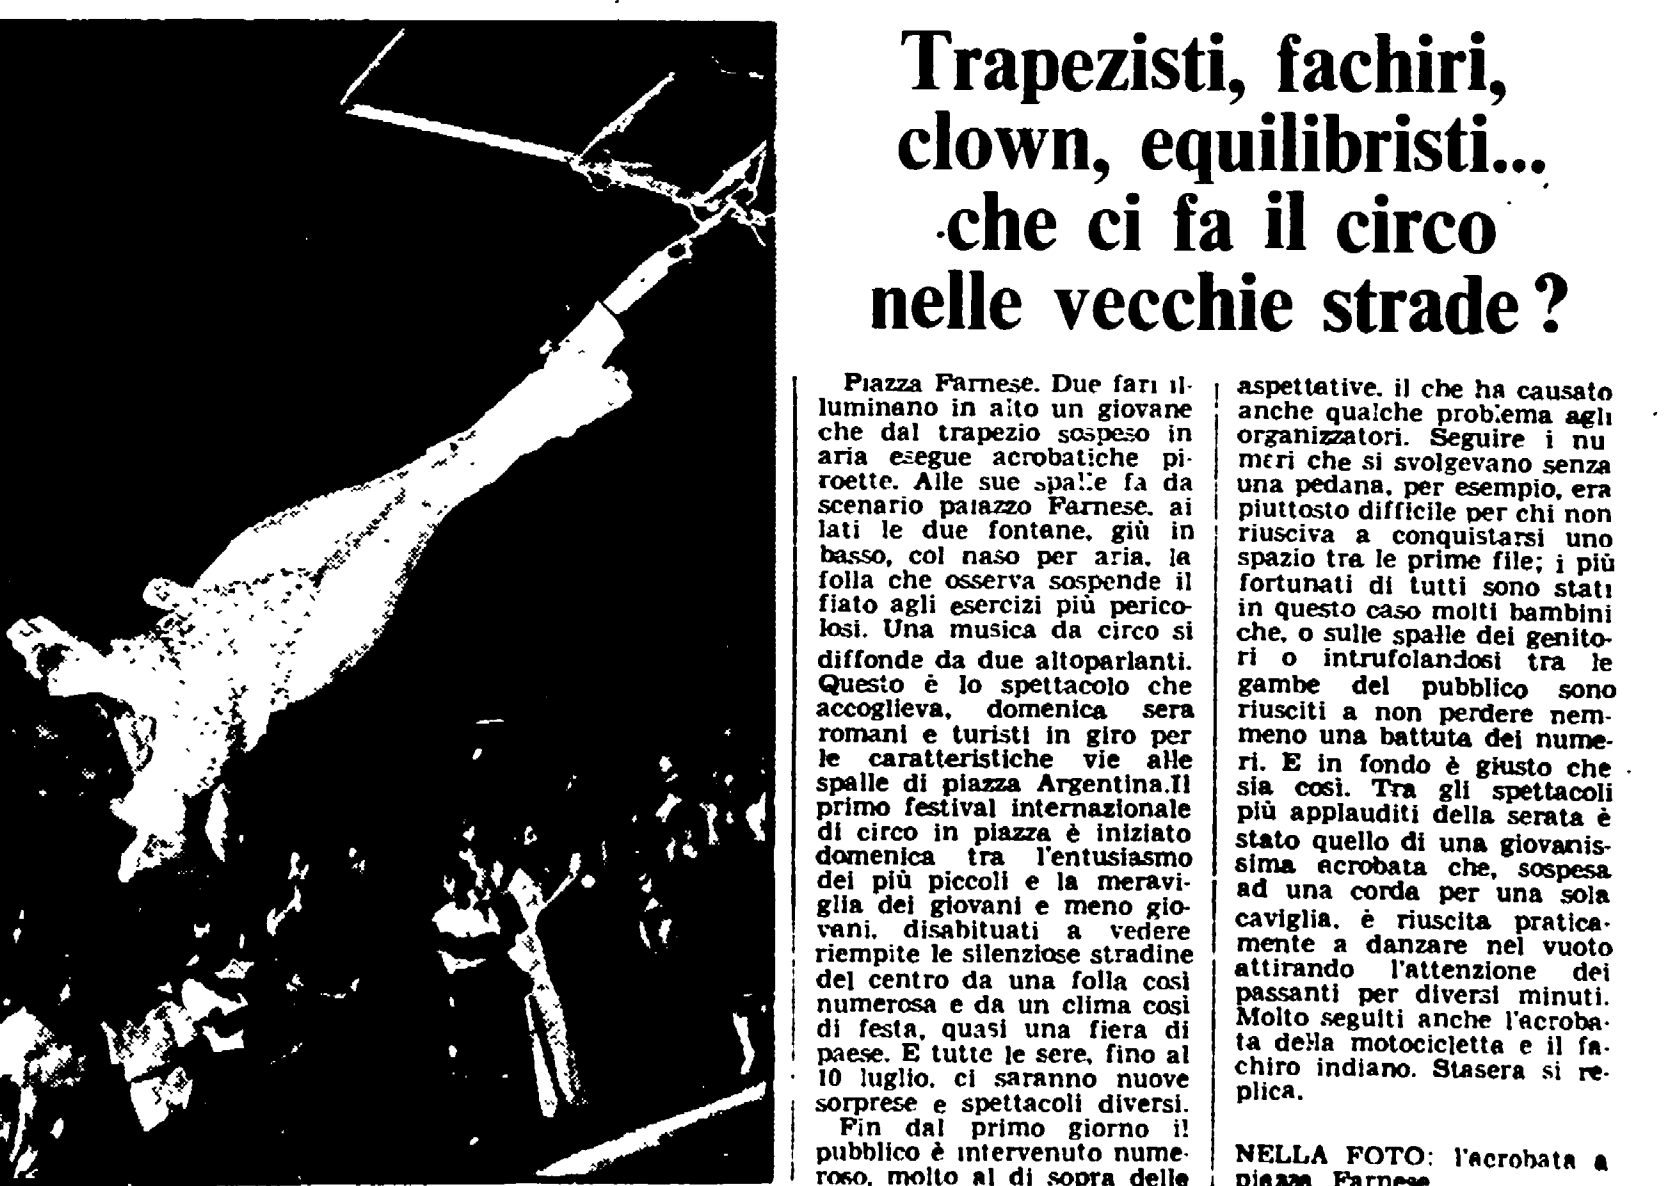 Trapezisti, fachiri,
clown, equilibristi...
che ci fa il circo
nelle vecchie strade?
Piazza Farnese. Due fari il-
luminano in alto un giovane
che dal trapezio sospeso in
aria esegue acrobatiche pi-
roette. Alle sue spalle fa da
scenario palazzo Farnese, ai
lati le due fontane, giù in
basso, col naso per aria, la
folla che osserva sospende il
fiato agli esercizi più perico-
losi. Una musica da circo si
diffonde da due altoparlanti.
Questo è lo spettacolo che
accoglieva, domenica sera
romani e turisti in giro per
le caratteristiche vie alle
spalle di piazza Argentina.Il
primo festival internazionale
di circo in piazza è iniziato
domenica tra l'entusiasmo
dei più piccoli e la meravi-
glia dei giovani e meno gio-
vani, disabituati a vedere
riempite le silenziose stradine
del centro da una folla così
numerosa e da un clima così
di festa, quasi una fiera di
paese. E tutte le sere, fino al
10 luglio, ci saranno nuove
sorprese e spettacoli diversi.
Fin dal primo giorno il
pubblico è intervenuto nume-
roso, molto al di sopra delle
aspettative, il che ha causato
anche qualche problema agli
organizzatori. Seguire i nu
meri che si svolgevano senza
una pedana, per esempio, era
piuttosto difficile per chi non
riusciva a conquistarsi uno
spazio tra le prime file; i più
fortunati di tutti sono stati
in questo caso molti bambini
che, o sulle spalle dei genito-
ri o intrufolandosi tra le
gambe del pubblico sono
riusciti a non perdere nem-
meno una battuta dei nume-
ri. E in fondo è giusto che
sia così. Tra gli spettacoli
più applauditi della serata è
stato quello di una giovanis-
sima acrobata che, sospesa
ad una corda per una sola
caviglia, è riuscita pratica-
mente a danzare nel vuoto
attirando l'attenzione dei
passanti per diversi minuti.
Molto seguiti anche l'acroba-
ta della motocicletta e il fa-
chiro indiano. Stasera si re-
plica.
NELLA FOTO: l'acrobata a
piazza Farnese